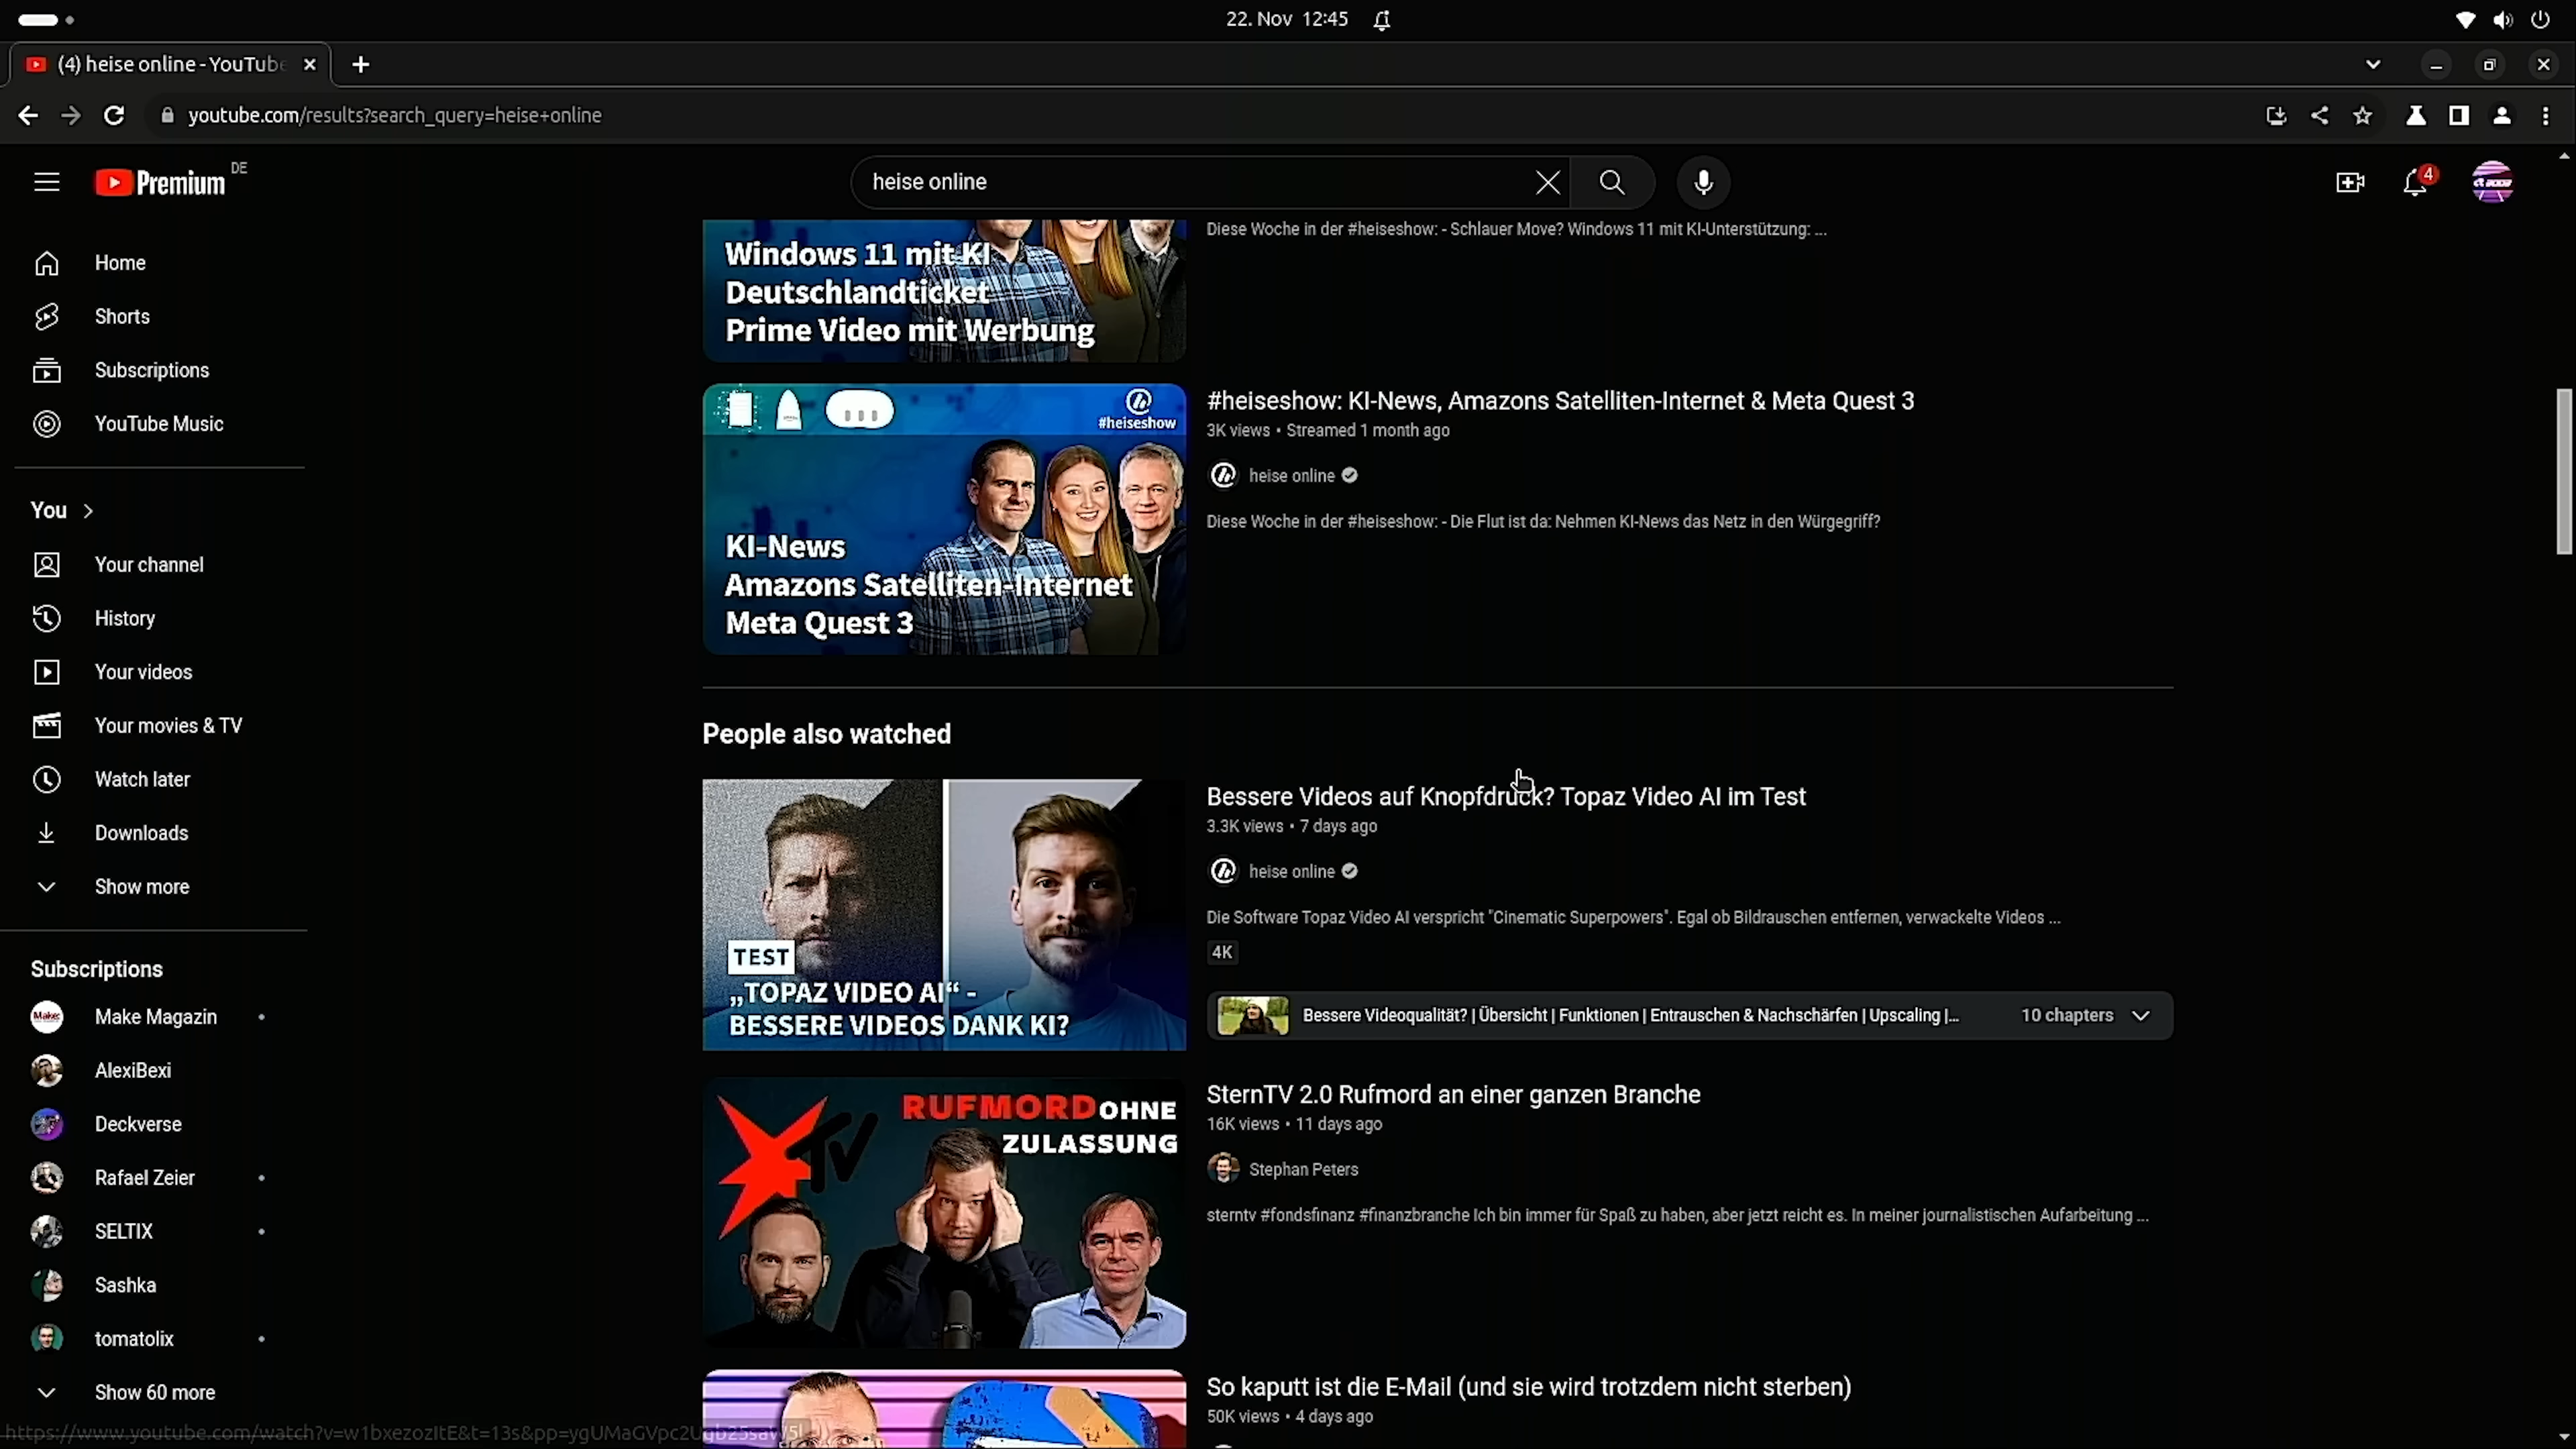 22. Nov 12:45
(4) heise online - YouTube
youtube.com/results?search_query=heise+online
Premium DE
heise online
4
Home
Shorts
Subscriptions
YouTube Music
You
Your channel
History
Your videos
Your movies & TV
Watch later
Downloads
Show more
Subscriptions
Make Magazin
AlexiBexi
Deckverse
Rafael Zeier
SELTIX
Sashka
tomatolix
Show 60 more
Windows 11 mit KI
Deutschlandticket
Prime Video mit Werbung
Diese Woche in der #heiseshow: - Schlauer Move? Windows 11 mit KI-Unterstützung: ...
#heiseshow
KI-News
Amazons Satelliten-Internet
Meta Quest 3
#heiseshow: KI-News, Amazons Satelliten-Internet & Meta Quest 3
3K views • Streamed 1 month ago
heise online
Diese Woche in der #heiseshow: - Die Flut ist da: Nehmen KI-News das Netz in den Würgegriff?
People also watched
TEST
„TOPAZ VIDEO AI“ -
BESSERE VIDEOS DANK KI?
Bessere Videos auf Knopfdruck? Topaz Video AI im Test
3.3K views • 7 days ago
heise online
Die Software Topaz Video AI verspricht "Cinematic Superpowers". Egal ob Bildrauschen entfernen, verwackelte Videos ...
4K
Bessere Videoqualität? | Übersicht | Funktionen | Entrauschen & Nachschärfen | Upscaling |...
10 chapters
TV
RUFMORD OHNE
ZULASSUNG
SternTV 2.0 Rufmord an einer ganzen Branche
16K views • 11 days ago
Stephan Peters
sterntv #fondsfinanz #finanzbranche Ich bin immer für Spaß zu haben, aber jetzt reicht es. In meiner journalistischen Aufarbeitung ...
So kaputt ist die E-Mail (und sie wird trotzdem nicht sterben)
50K views • 4 days ago